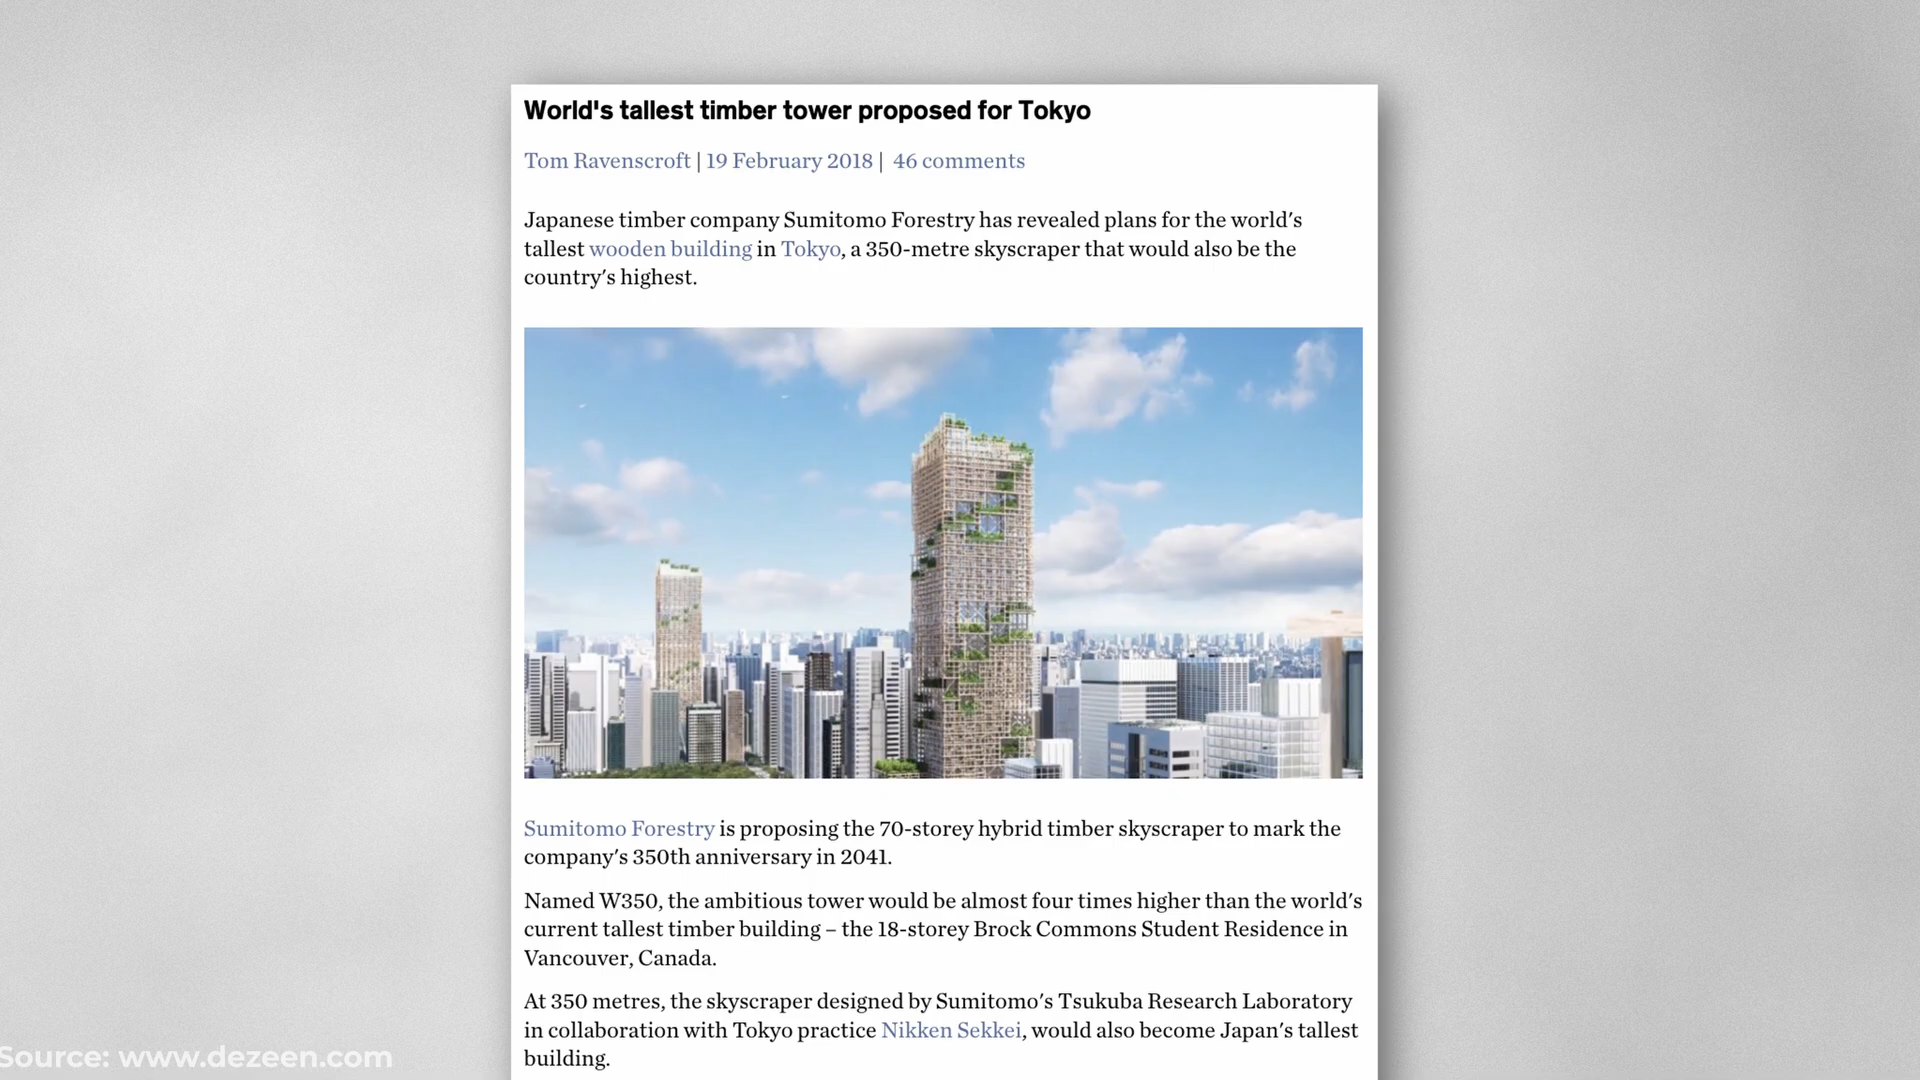 World's tallest timber tower proposed for Tokyo
Tom Ravenscroft | 19 February 2018 | 46 comments
Japanese timber company Sumitomo Forestry has revealed plans for the world's
tallest wooden building in Tokyo, a 350-metre skyscraper that would also be the
country's highest.
Sumitomo Forestry is proposing the 70-storey hybrid timber skyscraper to mark the
company's 350th anniversary in 2041.
Named W350, the ambitious tower would be almost four times higher than the world's
current tallest timber building – the 18-storey Brock Commons Student Residence in
Vancouver, Canada.
At 350 metres, the skyscraper designed by Sumitomo's Tsukuba Research Laboratory
in collaboration with Tokyo practice Nikken Sekkei, would also become Japan's tallest
building.
Source: www.dezeen.com